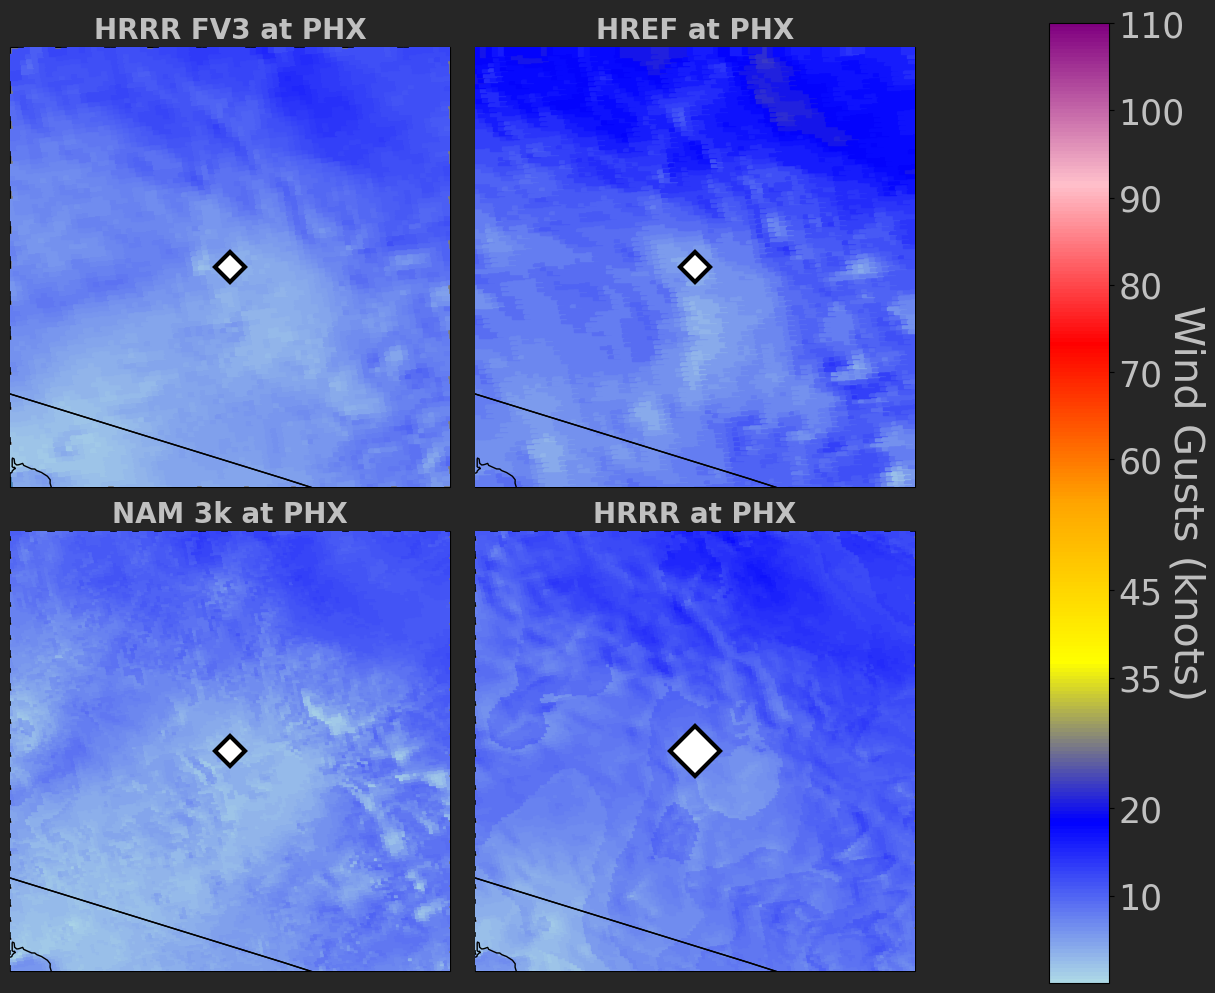 HRRR FV3 at PHX
HREF at PHX
NAM 3k at PHX
HRRR at PHX
110
100
90
80
70
60
45
35
20
10
Wind Gusts (knots)